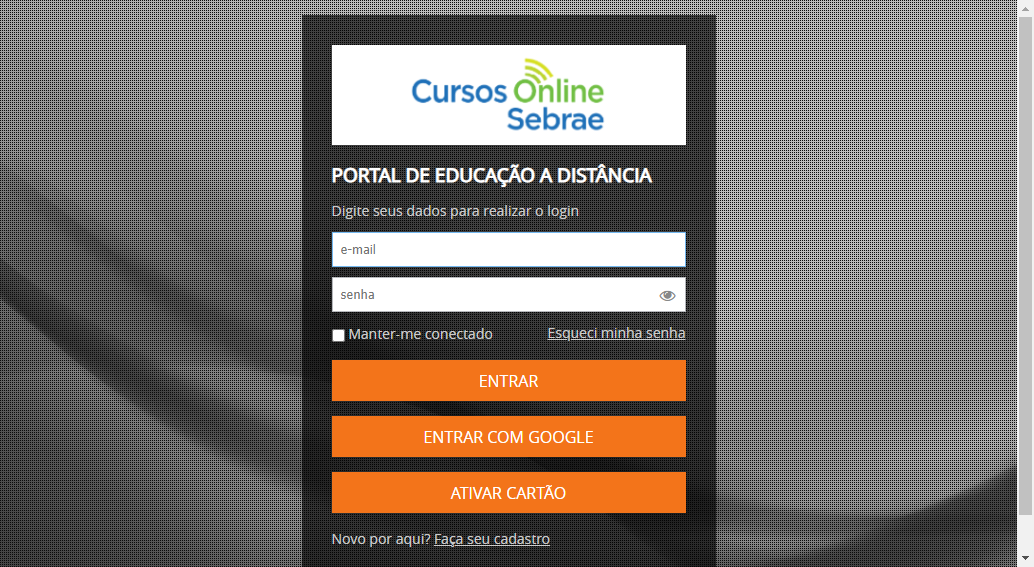 Cursos Online
Sebrae
PORTAL DE EDUCAÇÃO A DISTÂNCIA
Digite seus dados para realizar o login
e-mail
senha
Manter-me conectado Esqueci minha senha
ENTRAR
ENTRAR COM GOOGLE
ATIVAR CARTÃO
Novo por aqui? Faça seu cadastro